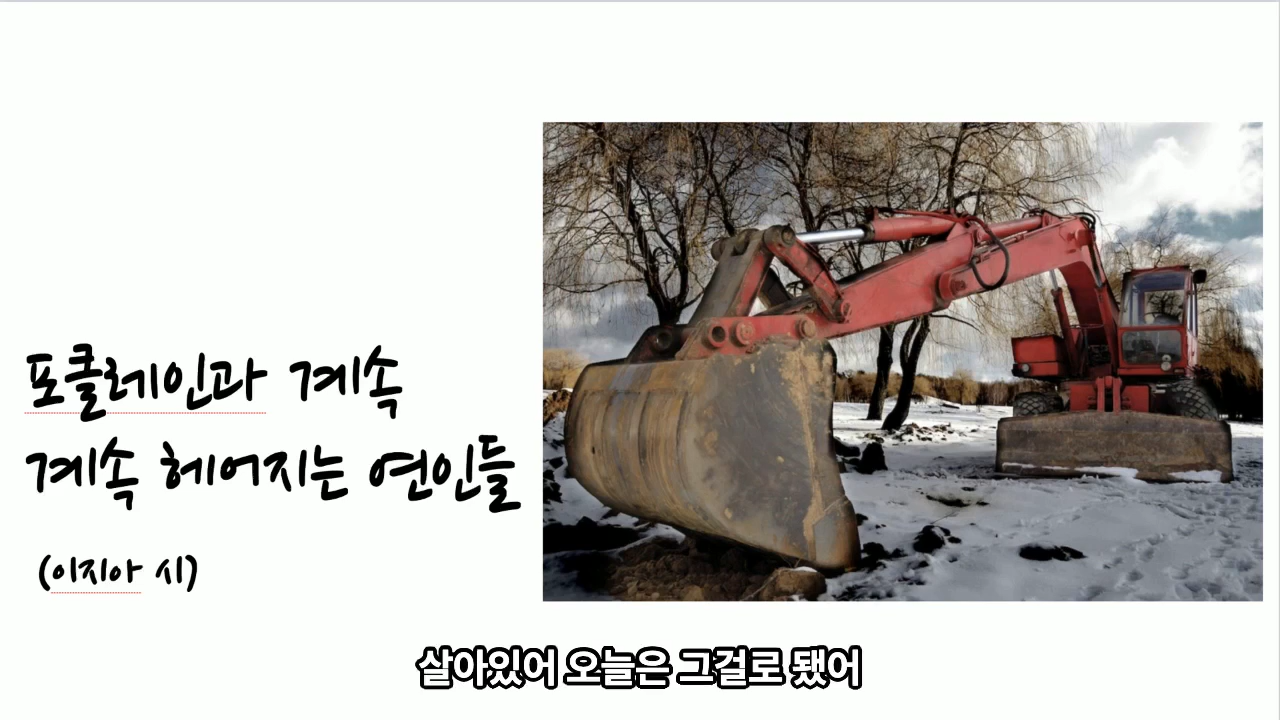 포클레인과 계속
계속 헤어지는 연인들
(이지아 시)
살아있어 오늘은 그걸로 됐어